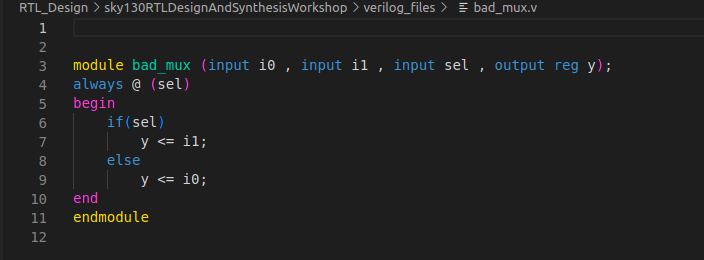 RTL_Design > sky130RTLDesignAndSynthesisWorkshop > verilog_files > bad_mux.v
1
2
3 module bad_mux (input i0 , input i1 , input sel , output reg y);
4 always @ (sel)
5 begin
6 if(sel)
7 y <= i1;
8 else
9 y <= i0;
10 end
11 endmodule
12